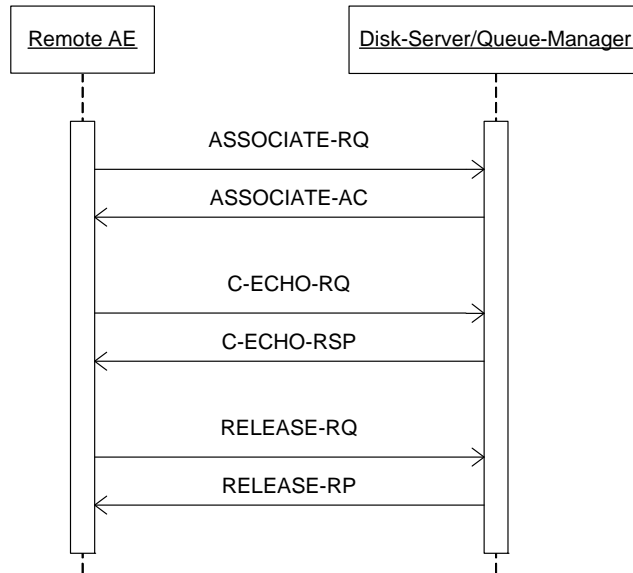 Remote AE
Disk-Server/Queue-Manager
ASSOCIATE-RQ
ASSOCIATE-AC
C-ECHO-RQ
C-ECHO-RSP
RELEASE-RQ
RELEASE-RP